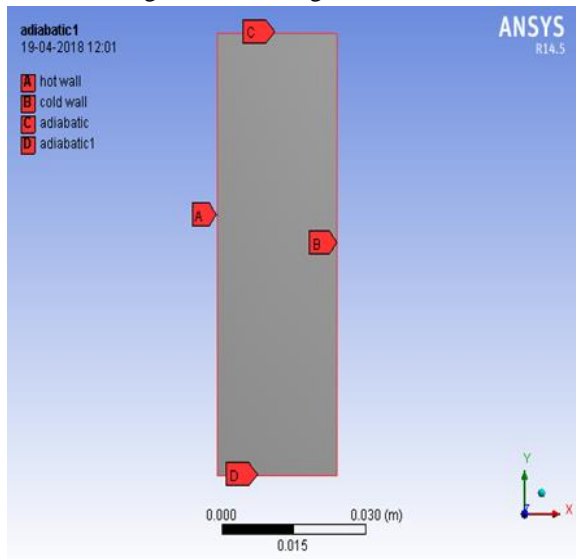 adiabatic1
19-04-2018 12:01
A hot wall
B cold wall
C adiabatic
D adiabatic1
ANSYS
R14.5
C
A
B
D
0.000 0.030 (m)
0.015
Y
Z X